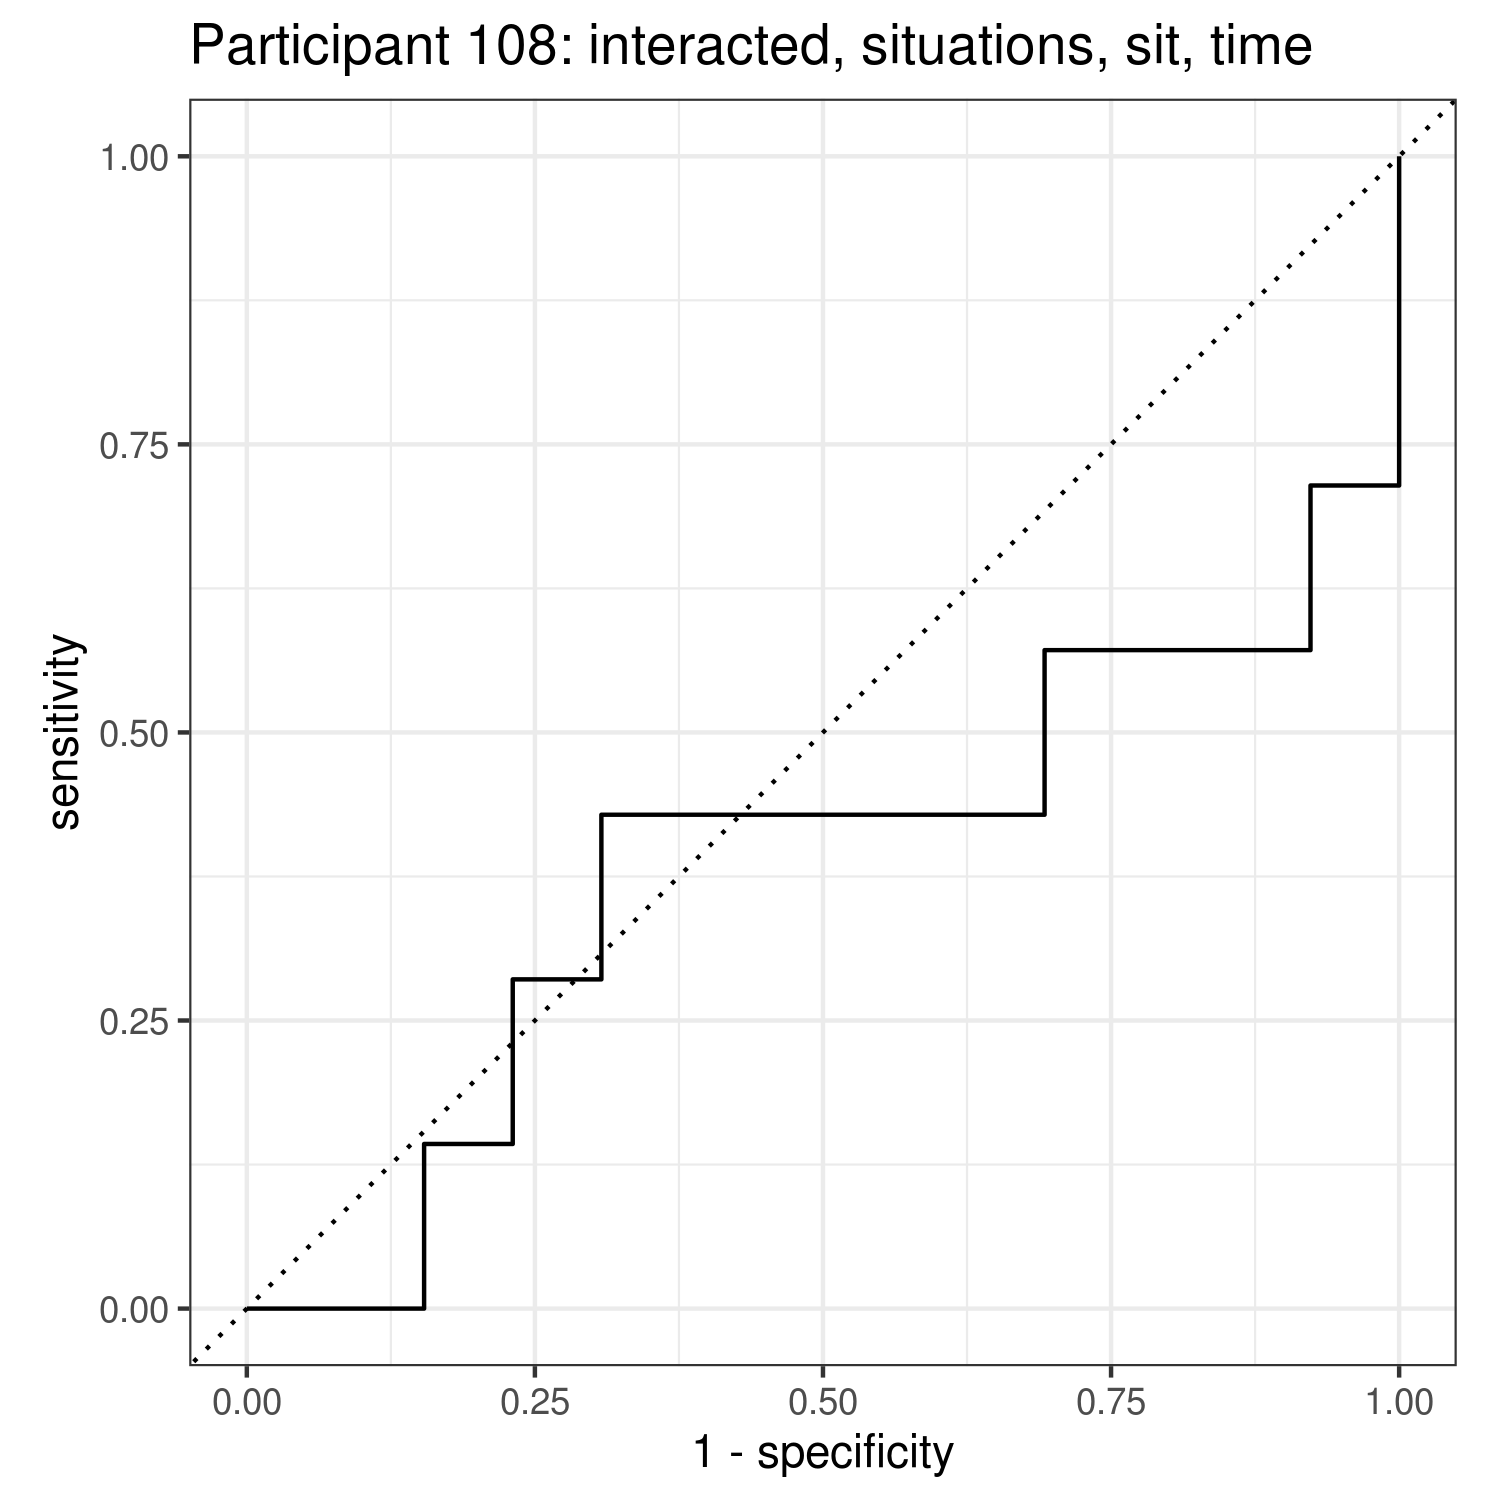 Participant 108: interacted, situations, sit, time
1.00
0.75
0.50
0.25
0.00
sensitivity
0.00 0.25 0.50 0.75 1.00
1 - specificity